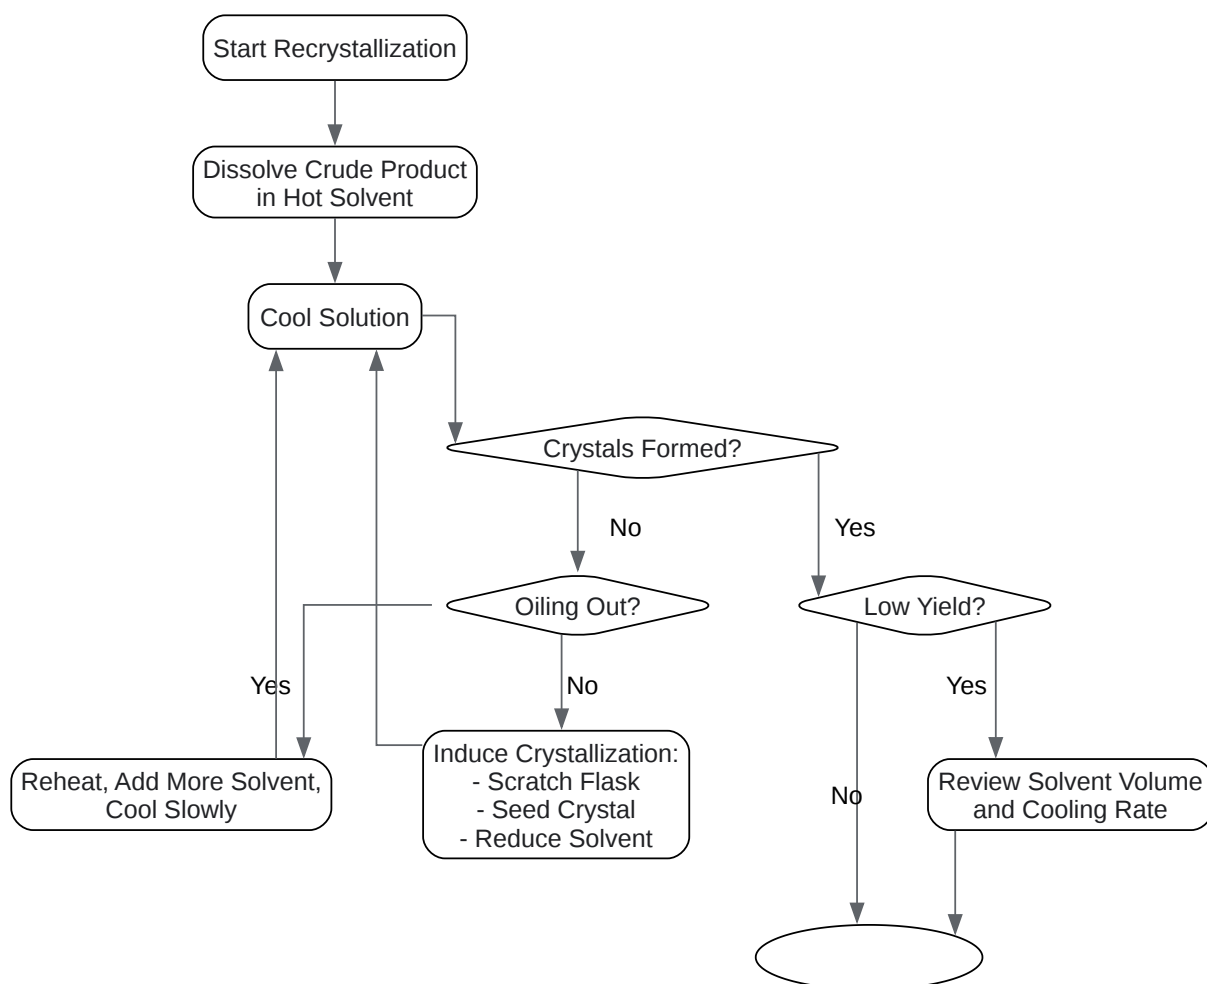 Start Recrystallization
Dissolve Crude Product
in Hot Solvent
Cool Solution
Crystals Formed?
No
Yes
Oiling Out?
Low Yield?
Yes
No
Yes
Induce Crystallization:
- Scratch Flask
- Seed Crystal
- Reduce Solvent
Reheat, Add More Solvent,
Cool Slowly
No
Review Solvent Volume
and Cooling Rate